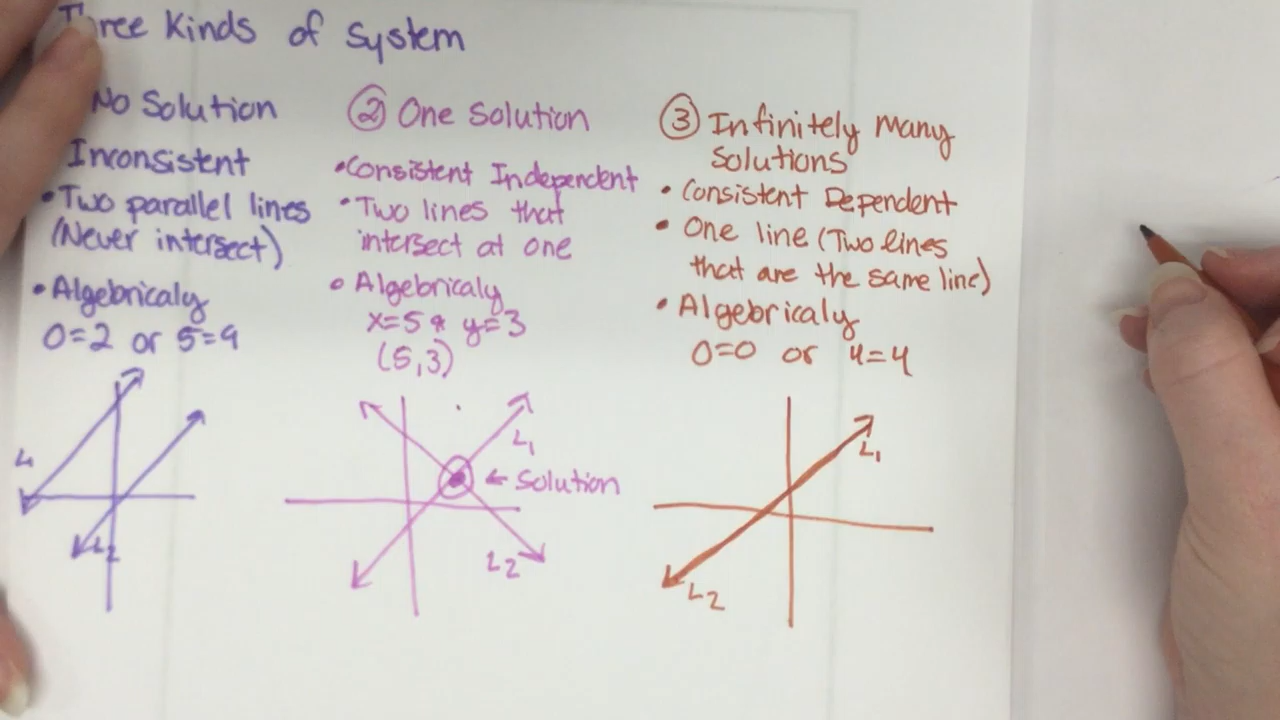 Three Kinds of System
No Solution
Inconsistent
• Two parallel lines
(Never intersect)
• Algebricaly
0=2 or 5=9
② One Solution
• Consistent Independent
• Two lines that
intersect at one
• Algebricaly
x=5 & y=3
(5,3)
③ Infinitely many
Solutions
• Consistent Dependent
• One line (Two lines
that are the same line)
• Algebricaly
0=0 or 4=4
L2
L1
← Solution
L2
L1
L2